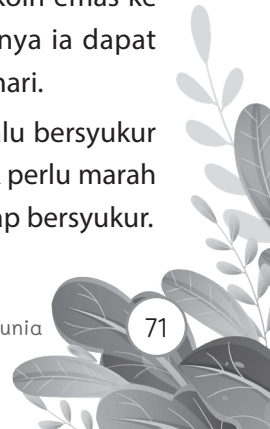 koin emas ke
nya ia dapat
hari.
lu bersyukur
perlu marah
ap bersyukur.
unia
71